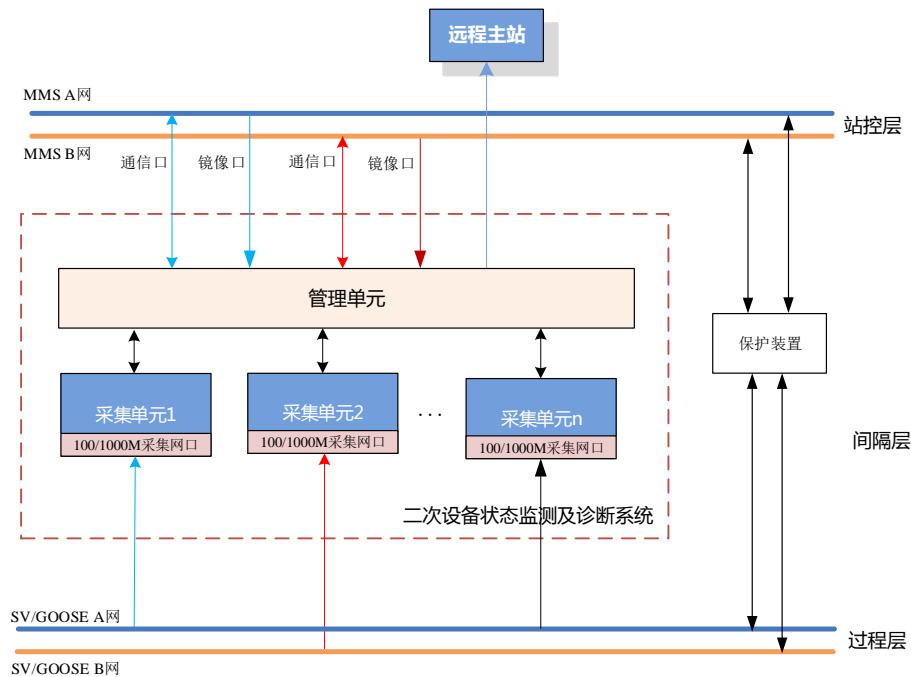 远程主站
MMS A网
站控层
MMS B网
通信口
镜像口
通信口
镜像口
管理单元
保护装置
采集单元1
采集单元2
...
采集单元n
100/1000M采集网口
100/1000M采集网口
100/1000M采集网口
间隔层
二次设备状态监测及诊断系统
SV/GOOSE A网
过程层
SV/GOOSE B网